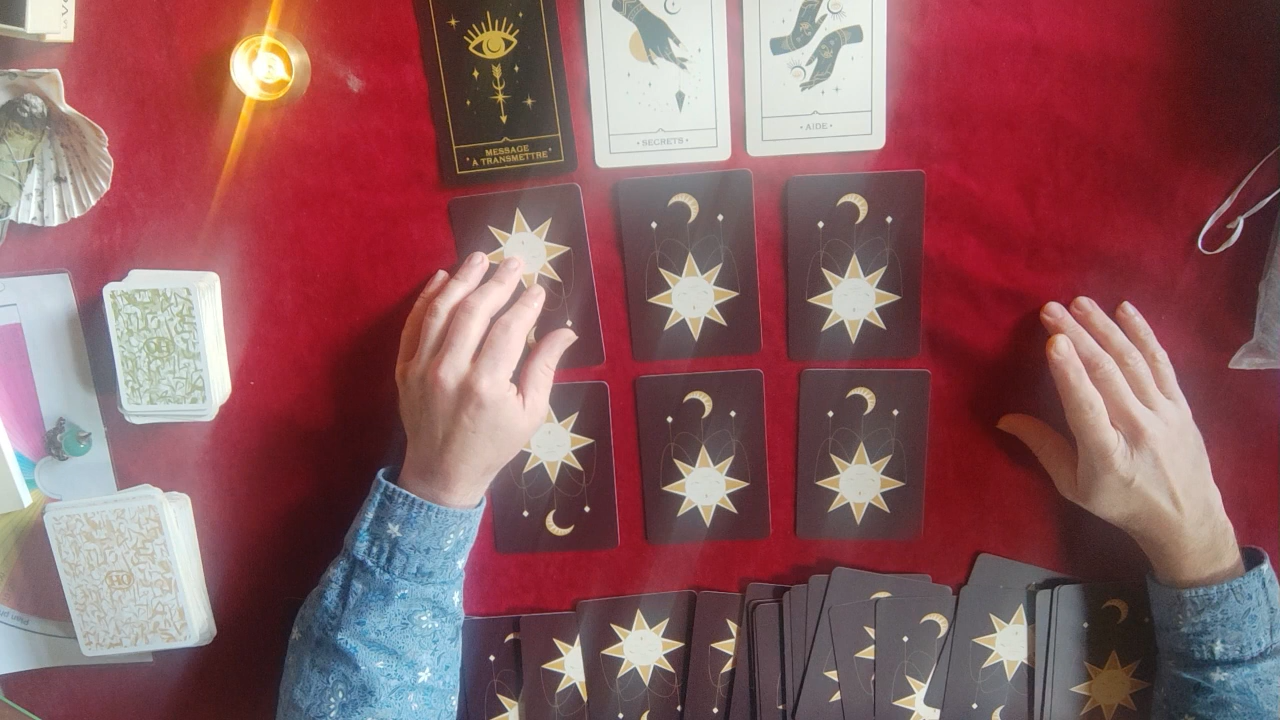 MESSAGE
À TRANSMETTRE
• SECRETS •
• AIDE •